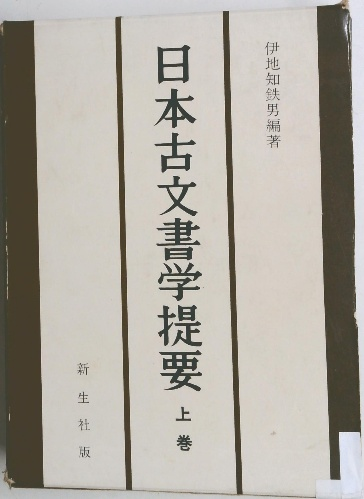 伊地知鉄男編著
日本古文書学提要
上巻
新生社版